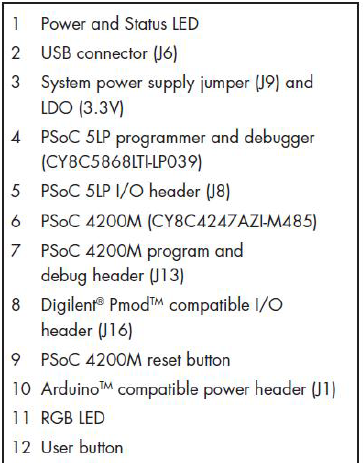 1 Power and Status LED
2 USB connector (J6)
3 System power supply jumper (J9) and
LDO (3.3V)
4 PSoC 5LP programmer and debugger
(CY8C5868LTI-LP039)
5 PSoC 5LP I/O header (J8)
6 PSoC 4200M (CY8C4247AZI-M485)
7 PSoC 4200M program and
debug header (J13)
8 Digilent® Pmod™ compatible I/O
header (J16)
9 PSoC 4200M reset button
10 Arduino™ compatible power header (J1)
11 RGB LED
12 User button